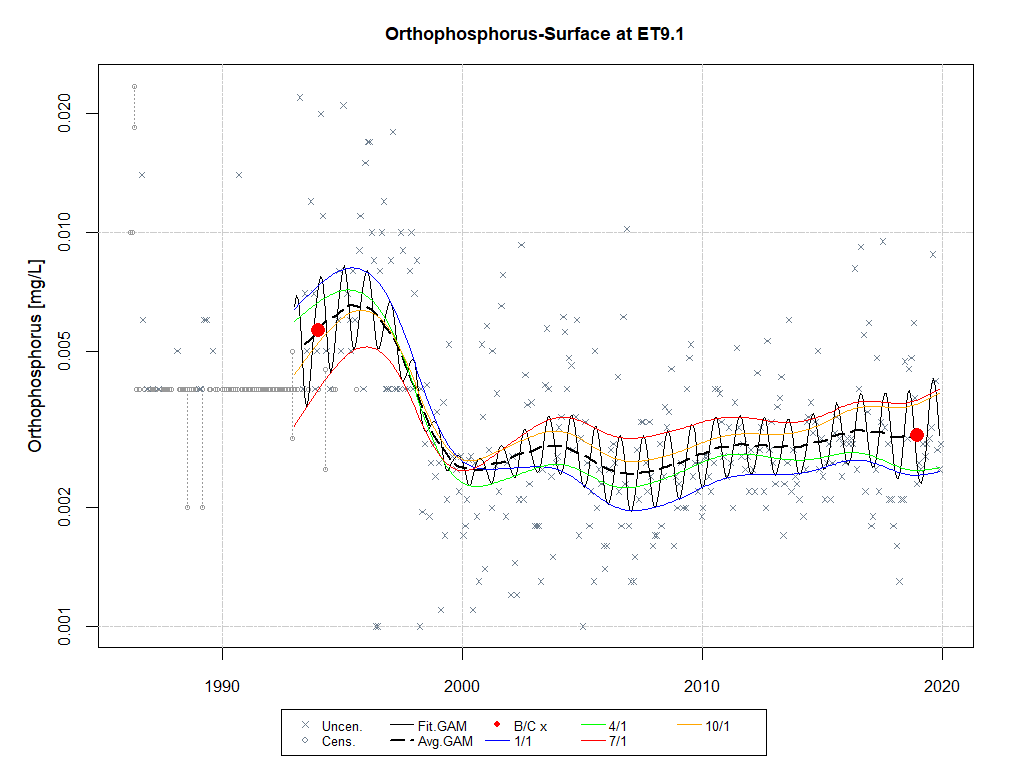 Orthophosphorus-Surface at ET9.1
Orthophosphorus [mg/L]
0.020
0.010
0.005
0.002
0.001
1990 2000 2010 2020
Uncen. Fit.GAM B/C x 4/1 10/1
Cens. Avg.GAM 1/1 7/1